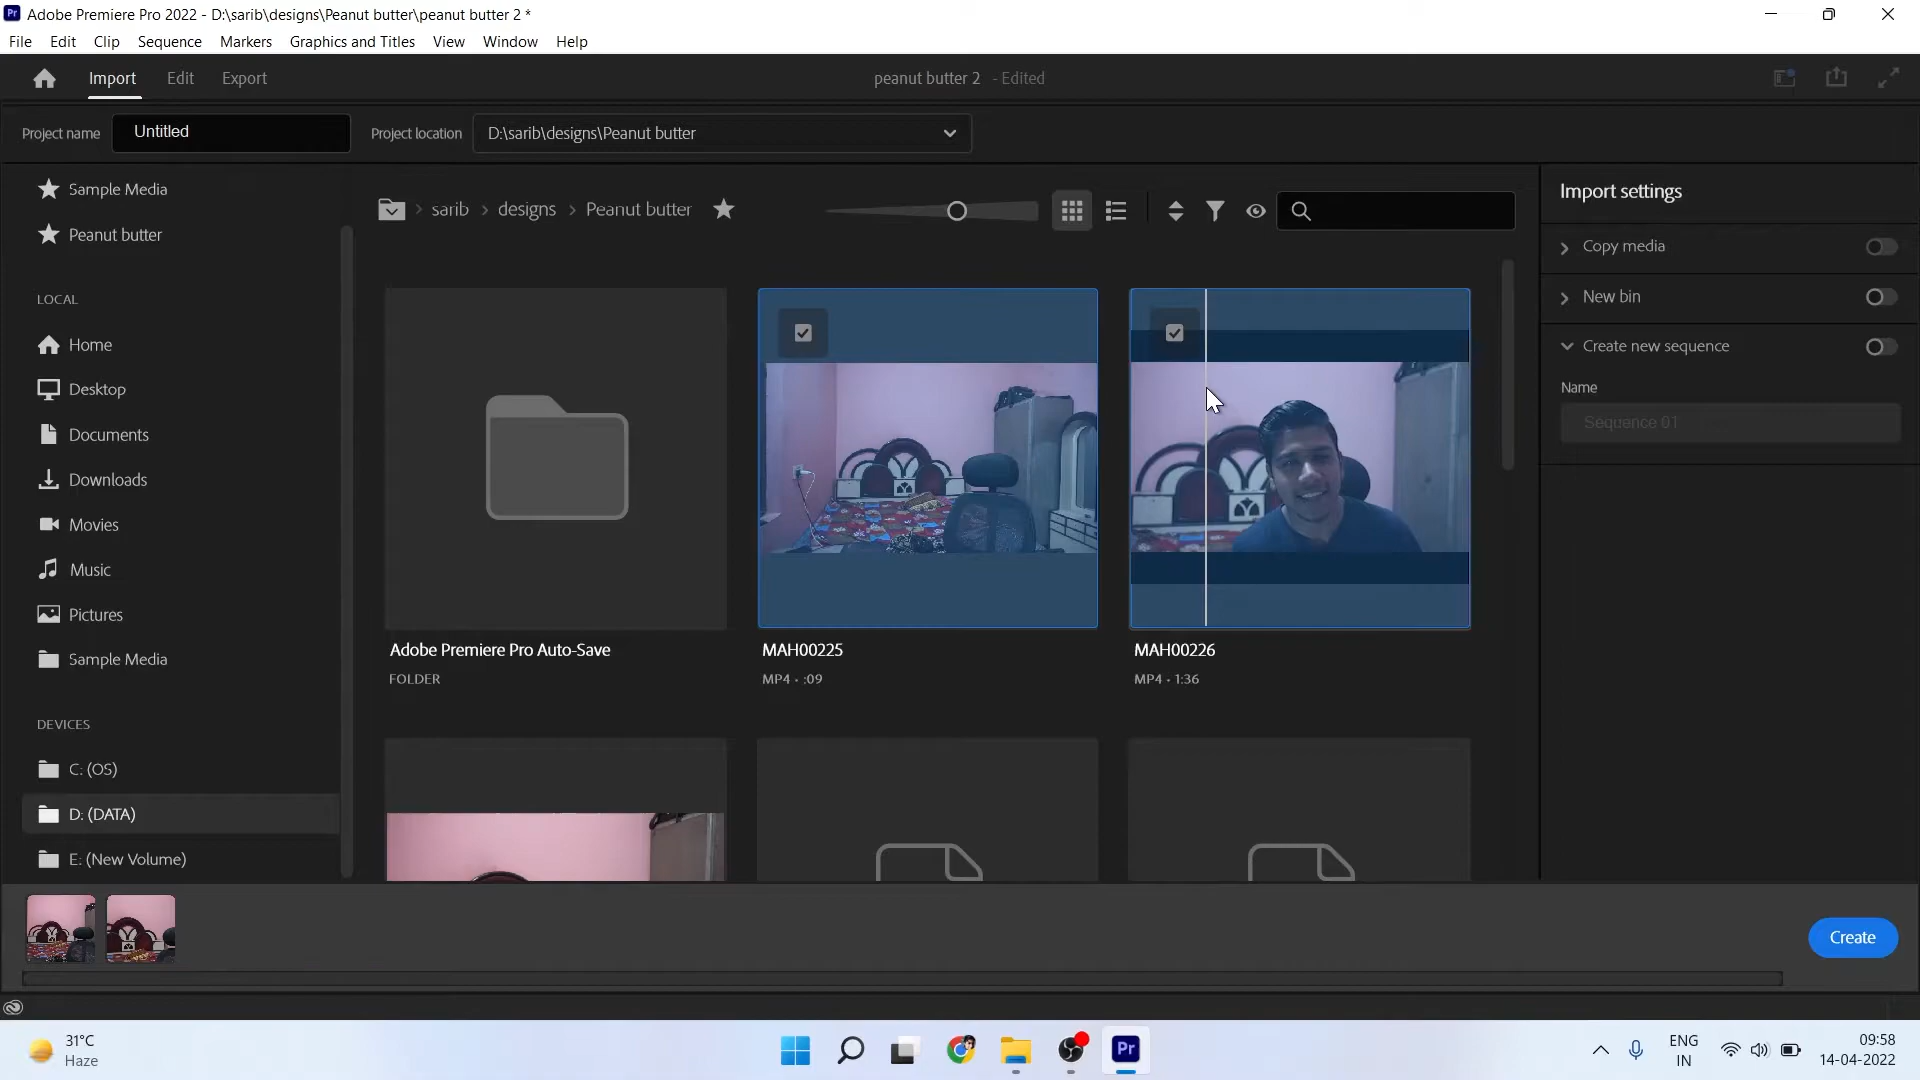 Pr Adobe Premiere Pro 2022 - D:\sarib\designs\Peanut butter\peanut butter 2 *
File Edit Clip Sequence Markers Graphics and Titles View Window Help
Import Edit Export peanut butter 2 - Edited
Project name Untitled Project location D:\sarib\designs\Peanut butter
Sample Media
Peanut butter
LOCAL
Home
Desktop
Documents
Downloads
Movies
Music
Pictures
Sample Media
DEVICES
C: (OS)
D: (DATA)
E: (New Volume)
sarib > designs > Peanut butter
Adobe Premiere Pro Auto-Save
FOLDER
MAH00225
MP4 • :09
MAH00226
MP4 • 1:36
Import settings
Copy media
New bin
Create new sequence
Name
Sequence 01
Create
31°C
Haze
Pr
ENG
IN
09:58
14-04-2022